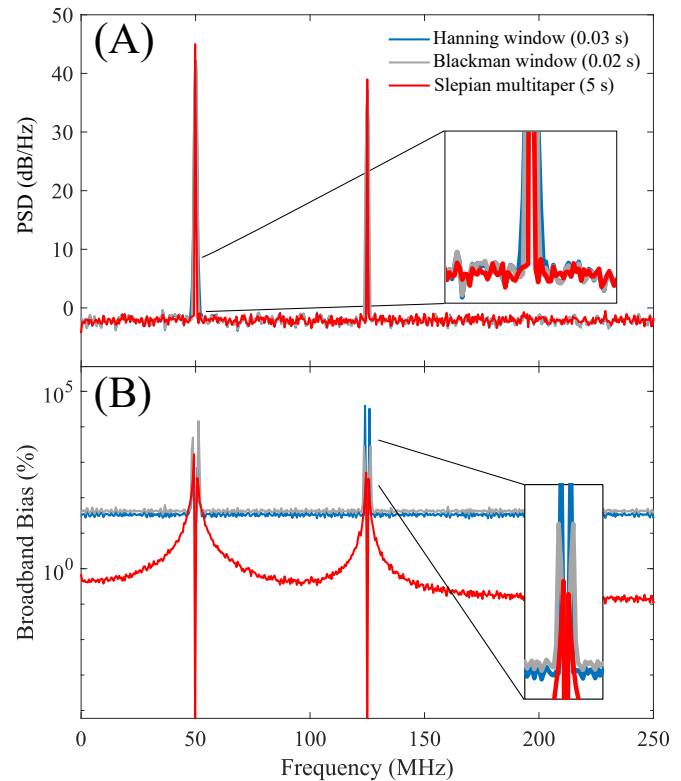 (A)
Hanning window (0.03 s)
Blackman window (0.02 s)
Slepian multitaper (5 s)
PSD (dB/Hz)
50
40
30
20
10
0
(B)
Broadband Bias (%)
10^5
10^0
0 50 100 150 200 250
Frequency (MHz)